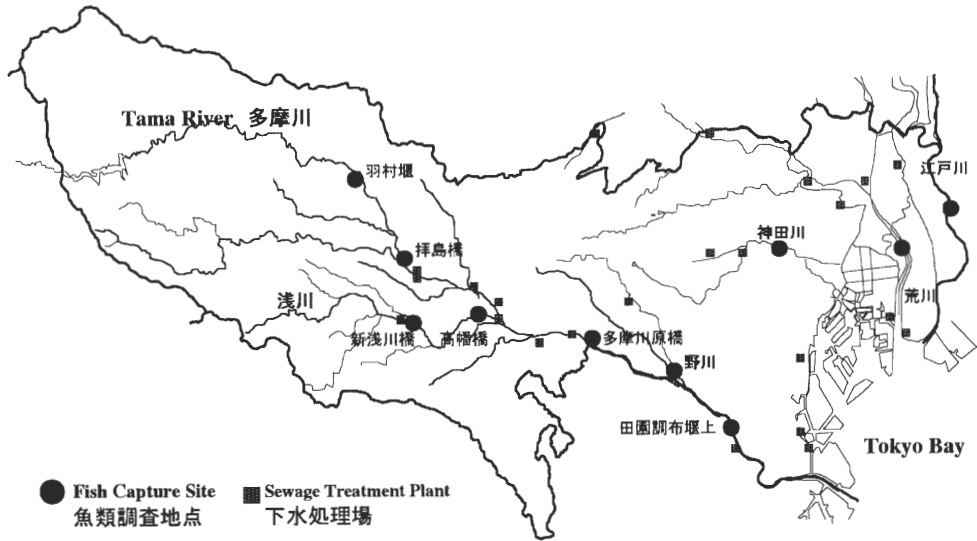 Tama River 多摩川
羽村堰
江戸川
神田川
拝島橋
浅川
荒川
新浅川橋
高幡橋
多摩川原橋
野川
田園調布堰上
Tokyo Bay
Fish Capture Site
魚類調査地点
Sewage Treatment Plant
下水処理場